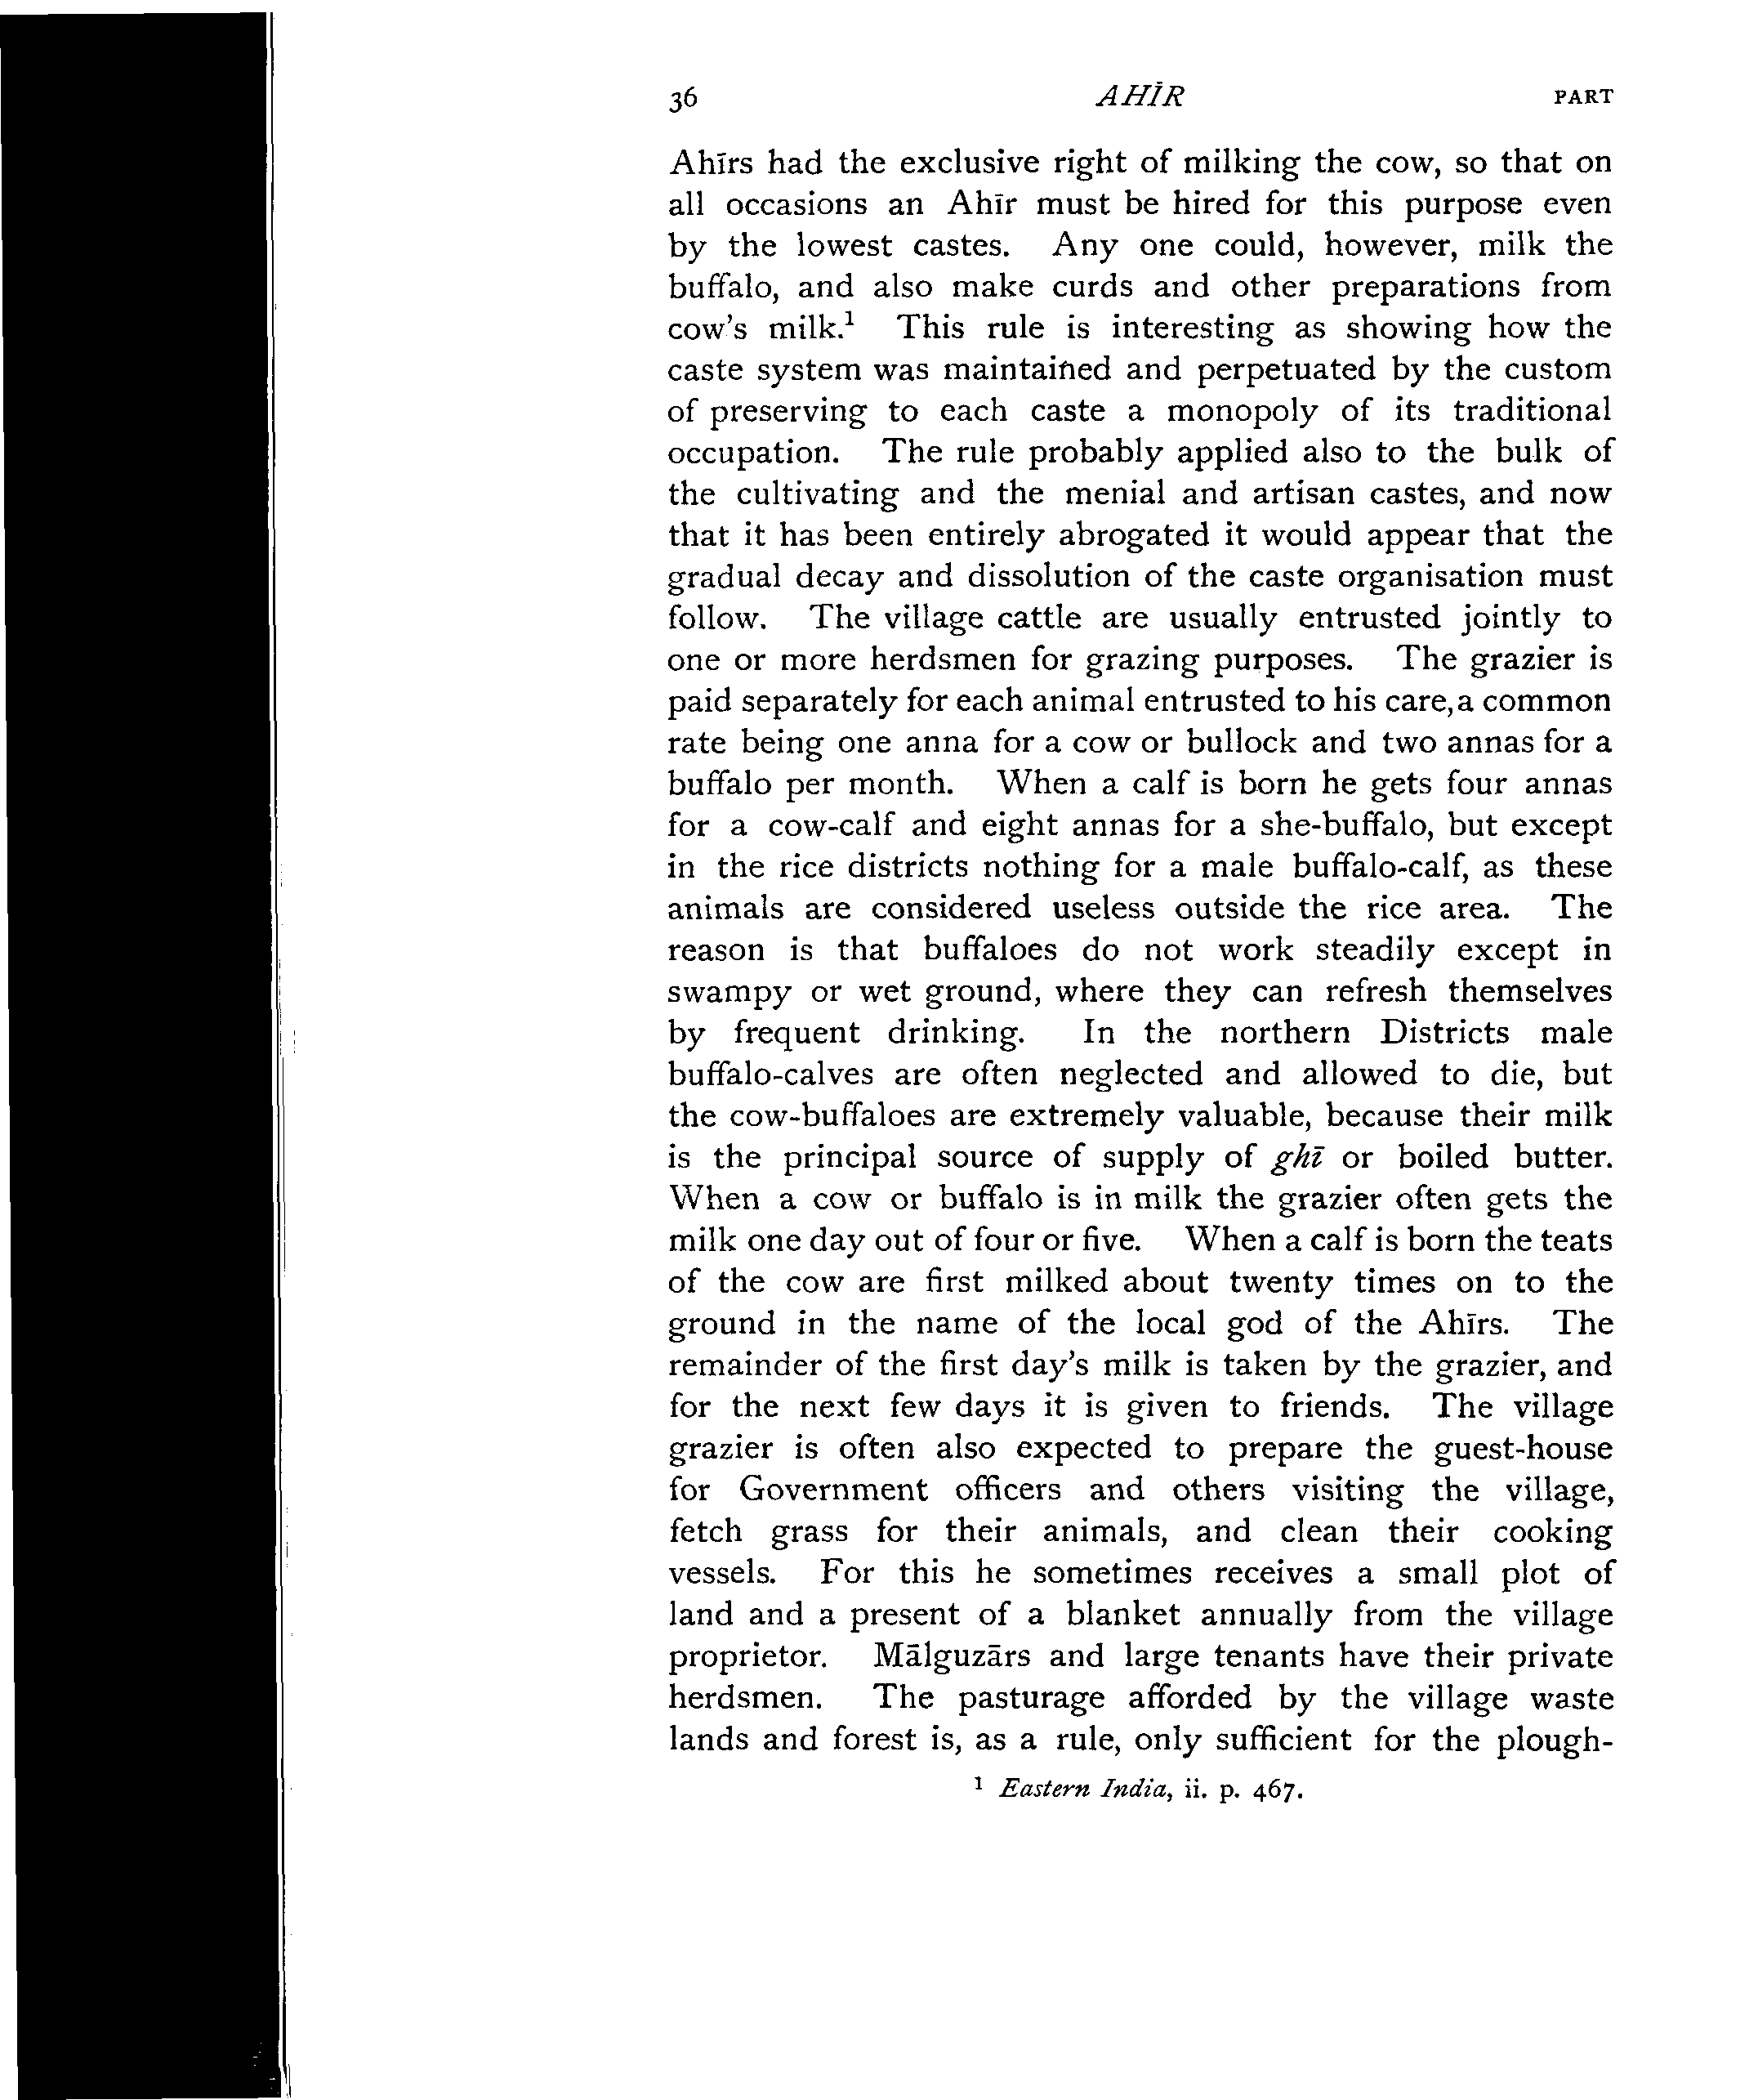 36 AHĪR PART
Ahīrs had the exclusive right of milking the cow, so that on
all occasions an Ahīr must be hired for this purpose even
by the lowest castes. Any one could, however, milk the
buffalo, and also make curds and other preparations from
cow's milk.¹ This rule is interesting as showing how the
caste system was maintained and perpetuated by the custom
of preserving to each caste a monopoly of its traditional
occupation. The rule probably applied also to the bulk of
the cultivating and the menial and artisan castes, and now
that it has been entirely abrogated it would appear that the
gradual decay and dissolution of the caste organisation must
follow. The village cattle are usually entrusted jointly to
one or more herdsmen for grazing purposes. The grazier is
paid separately for each animal entrusted to his care, a common
rate being one anna for a cow or bullock and two annas for a
buffalo per month. When a calf is born he gets four annas
for a cow-calf and eight annas for a she-buffalo, but except
in the rice districts nothing for a male buffalo-calf, as these
animals are considered useless outside the rice area. The
reason is that buffaloes do not work steadily except in
swampy or wet ground, where they can refresh themselves
by frequent drinking. In the northern Districts male
buffalo-calves are often neglected and allowed to die, but
the cow-buffaloes are extremely valuable, because their milk
is the principal source of supply of ghī or boiled butter.
When a cow or buffalo is in milk the grazier often gets the
milk one day out of four or five. When a calf is born the teats
of the cow are first milked about twenty times on to the
ground in the name of the local god of the Ahīrs. The
remainder of the first day's milk is taken by the grazier, and
for the next few days it is given to friends. The village
grazier is often also expected to prepare the guest-house
for Government officers and others visiting the village,
fetch grass for their animals, and clean their cooking
vessels. For this he sometimes receives a small plot of
land and a present of a blanket annually from the village
proprietor. Mālguzārs and large tenants have their private
herdsmen. The pasturage afforded by the village waste
lands and forest is, as a rule, only sufficient for the plough-
¹ Eastern India, ii. p. 467.